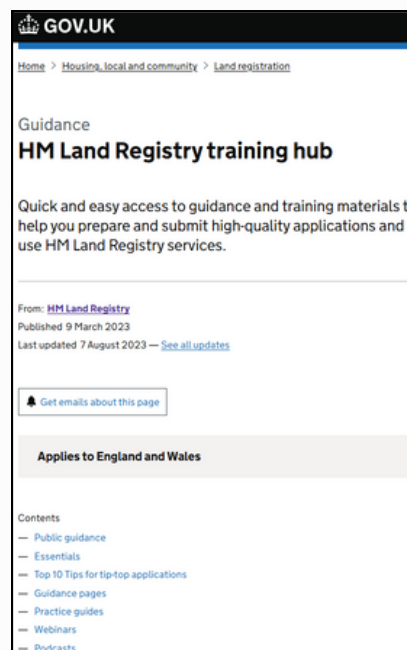 GOV.UK
Home > Housing, local and community > Land registration
Guidance
HM Land Registry training hub
Quick and easy access to guidance and training materials t
help you prepare and submit high-quality applications and
use HM Land Registry services.
From: HM Land Registry
Published 9 March 2023
Last updated 7 August 2023 — See all updates
Get emails about this page
Applies to England and Wales
Contents
— Public guidance
— Essentials
— Top 10 Tips for tip-top applications
— Guidance pages
— Practice guides
— Webinars
— Podcasts